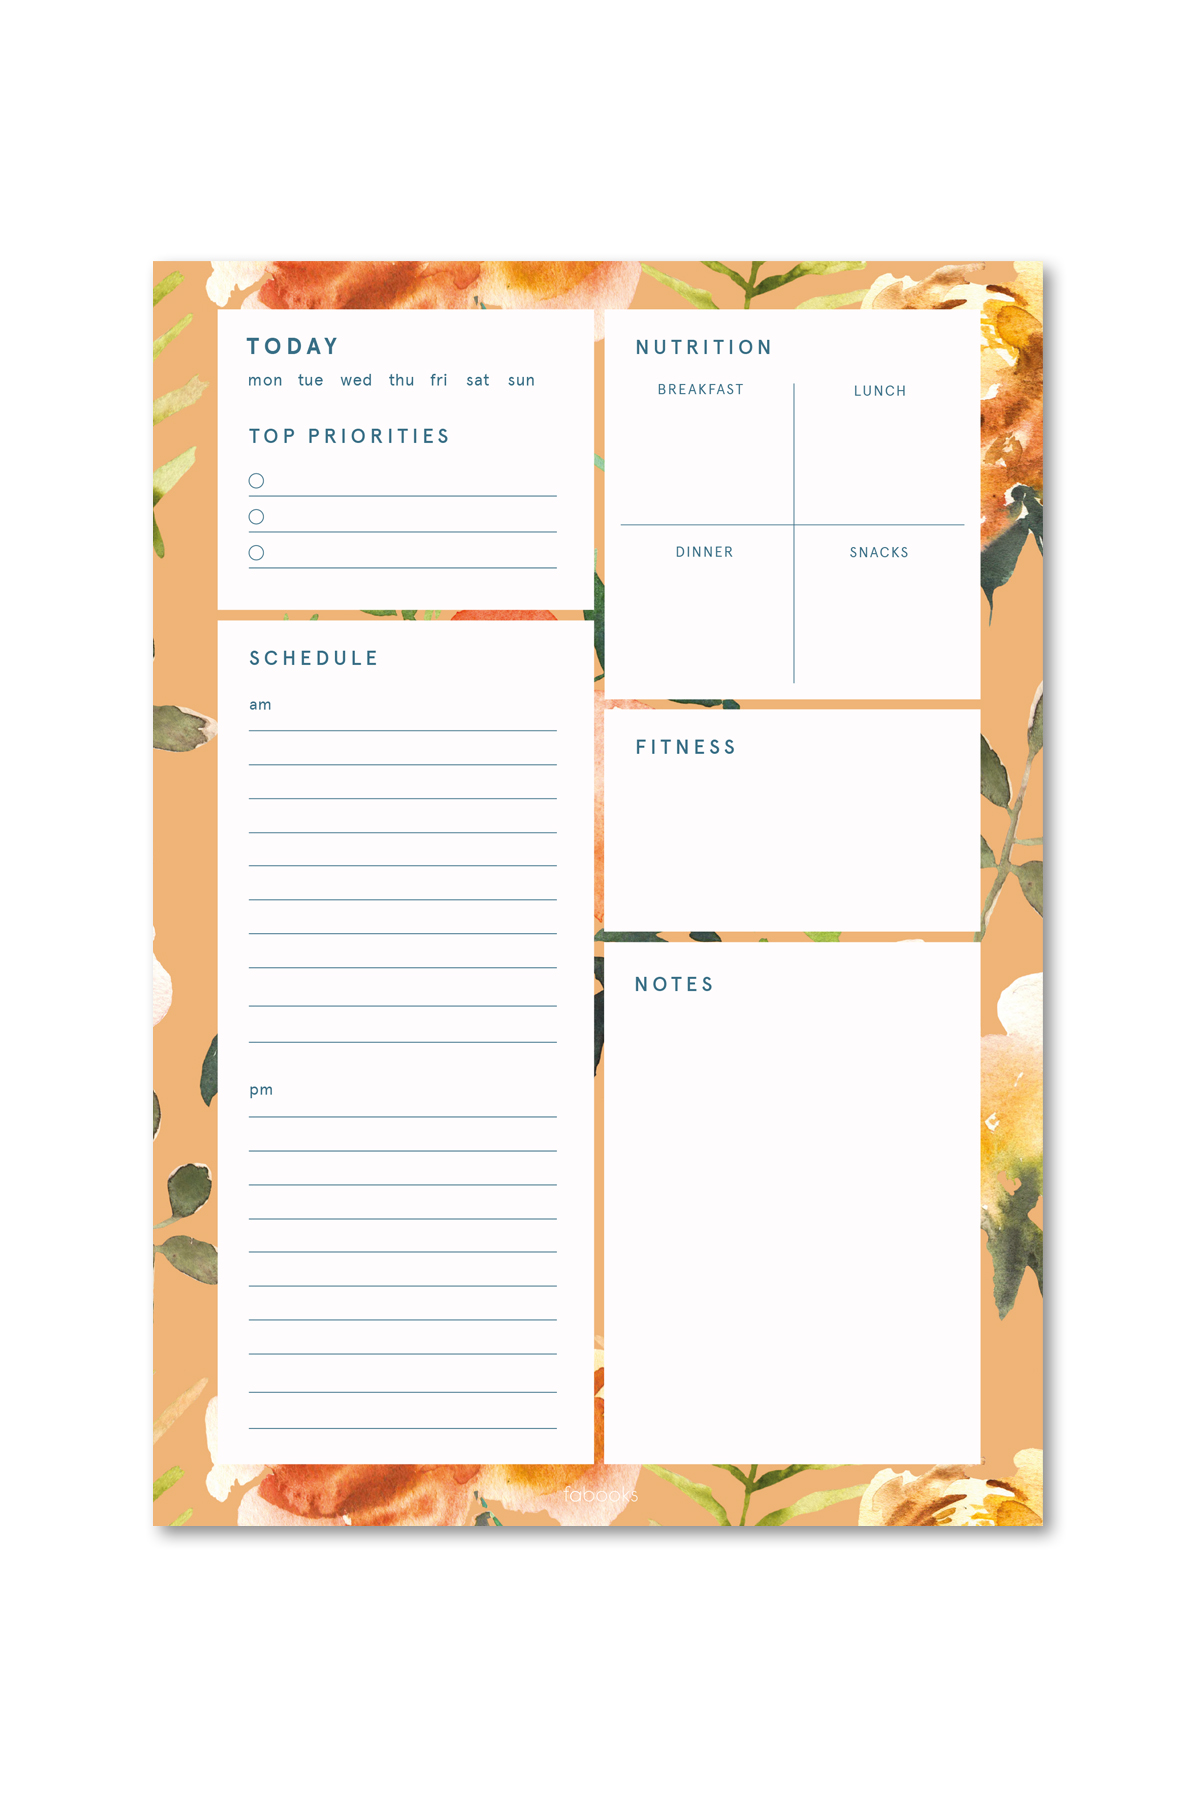 TODAY
mon tue wed thu fri sat sun
TOP PRIORITIES
SCHEDULE
am
pm
NUTRITION
BREAKFAST
LUNCH
DINNER
SNACKS
FITNESS
NOTES
fabooks